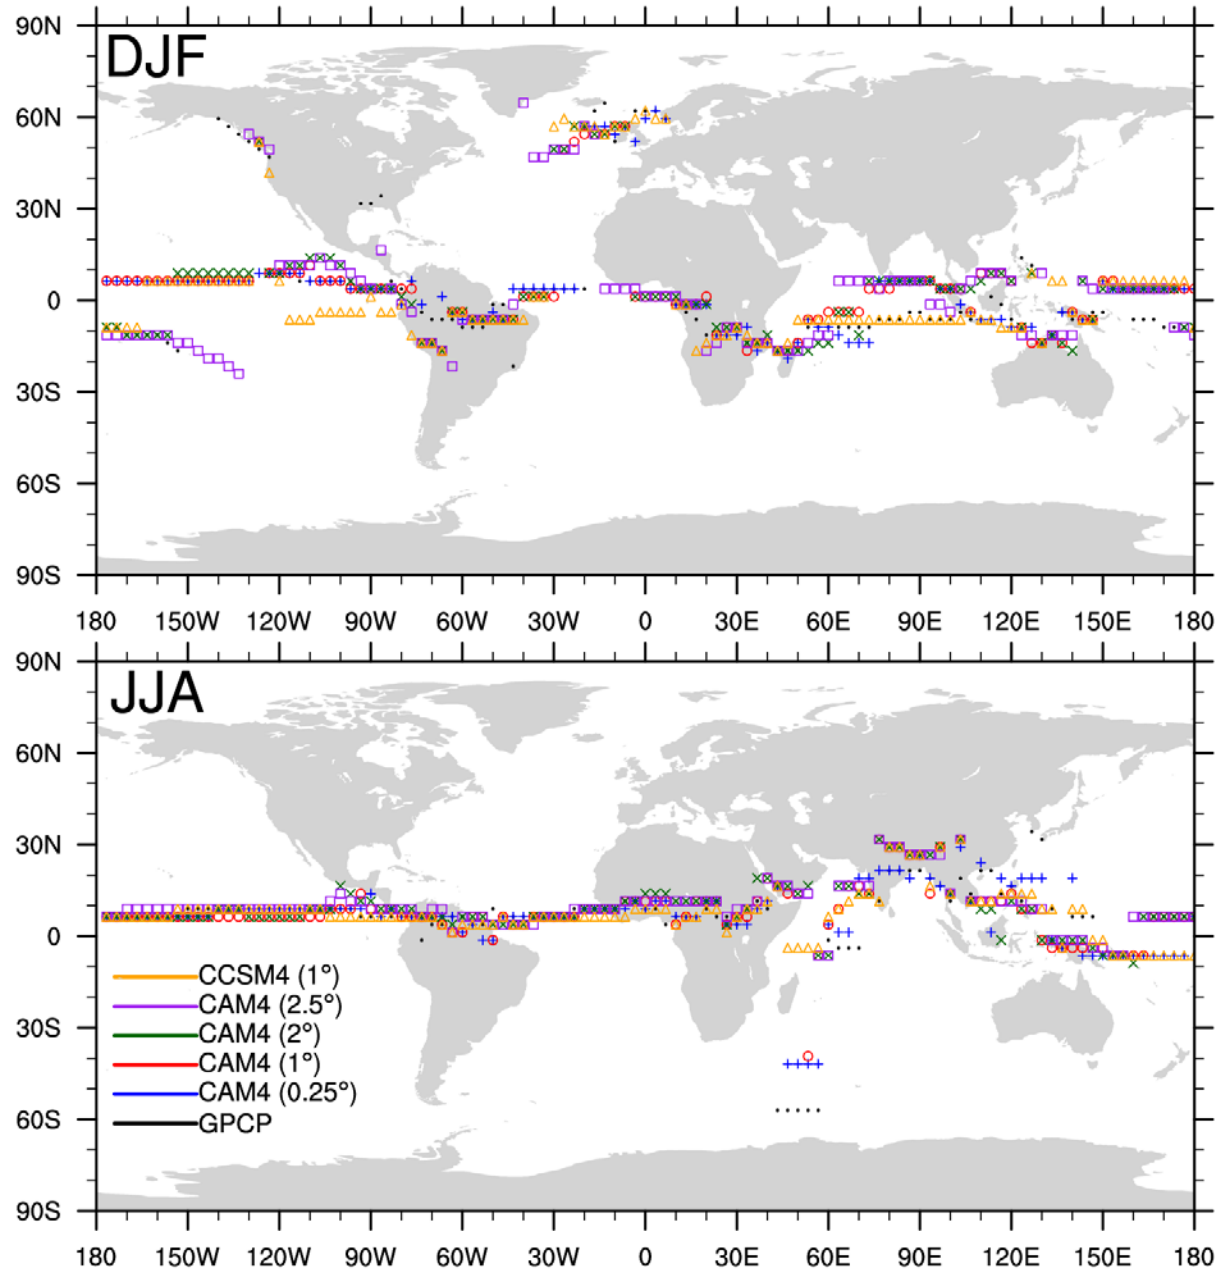 90N
DJF
60N
30N
0
30S
60S
90S
180 150W 120W 90W 60W 30W 0 30E 60E 90E 120E 150E 180
90N
JJA
60N
30N
0
CCSM4 (1°)
CAM4 (2.5°)
30S
CAM4 (2°)
CAM4 (1°)
CAM4 (0.25°)
60S
GPCP
90S
180 150W 120W 90W 60W 30W 0 30E 60E 90E 120E 150E 180